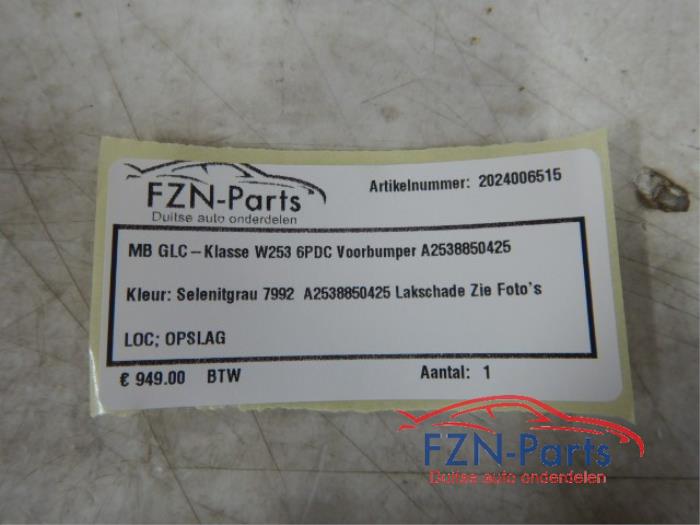 FZN-Parts
Duitse auto onderdelen
Artikelnummer: 2024006515
MB GLC – Klasse W253 6PDC Voorbumper A2538850425
Kleur: Selenitgrau 7992 A2538850425 Lakschade Zie Foto's
LOC; OPSLAG
€ 949.00 BTW Aantal: 1
FZN-Parts
Duitse auto onderdelen